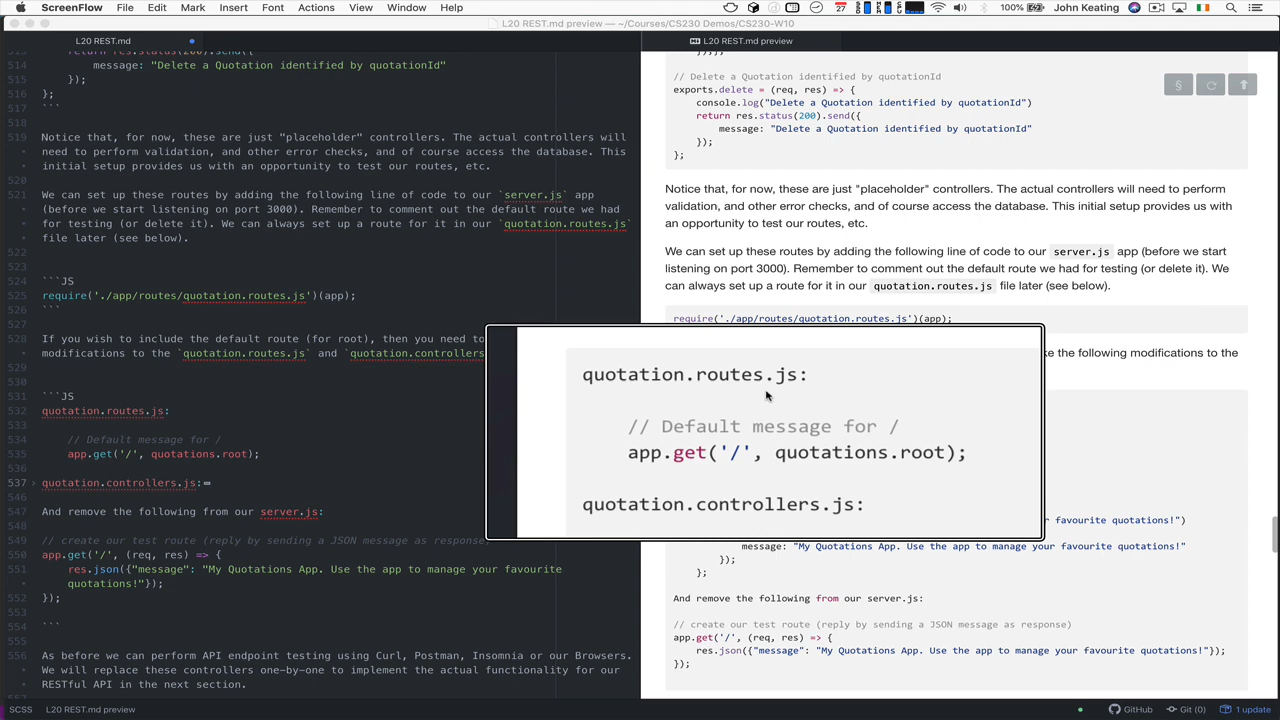 ScreenFlow File Edit Mark Insert Font Actions View Window Help 27 100% John Keating
L20 REST.md preview — ~/Courses/CS230 Demos/CS230-W10
L20 REST.md
L20 REST.md preview
return res.status(200).send({
514 message: "Delete a Quotation identified by quotationId"
515 });
516 };
517 ```
518
519 Notice that, for now, these are just "placeholder" controllers. The actual controllers will
need to perform validation, and other error checks, and of course access the database. This
initial setup provides us with an opportunity to test our routes, etc.
520
521 We can set up these routes by adding the following line of code to our `server.js` app
(before we start listening on port 3000). Remember to comment out the default route we had
for testing (or delete it). We can always set up a route for it in our `quotation.routes.js`
file later (see below).
522
523
524 ```JS
525 require('./app/routes/quotation.routes.js')(app);
526 ```
527
528 If you wish to include the default route (for root), then you need to
modifications to the `quotation.routes.js` and `quotation.controllers
529
530
531 ```JS
532 quotation.routes.js:
533
534 // Default message for /
535 app.get('/', quotations.root);
536
537 quotation.controllers.js:
546
547 And remove the following from our server.js:
548
549 // create our test route (reply by sending a JSON message as response)
550 app.get('/', (req, res) => {
551 res.json({"message": "My Quotations App. Use the app to manage your favourite
quotations!"});
552 });
553
554 ```
555
556 As before we can perform API endpoint testing using Curl, Postman, Insomnia or our Browsers.
We will replace these controllers one-by-one to implement the actual functionality for our
RESTful API in the next section.
SCSS L20 REST.md preview
});
// Delete a Quotation identified by quotationId
exports.delete = (req, res) => {
console.log("Delete a Quotation identified by quotationId")
return res.status(200).send({
message: "Delete a Quotation identified by quotationId"
});
};
Notice that, for now, these are just "placeholder" controllers. The actual controllers will need to perform
validation, and other error checks, and of course access the database. This initial setup provides us with
an opportunity to test our routes, etc.
We can set up these routes by adding the following line of code to our server.js app (before we start
listening on port 3000). Remember to comment out the default route we had for testing (or delete it). We
can always set up a route for it in our quotation.routes.js file later (see below).
require('./app/routes/quotation.routes.js')(app);
ke the following modifications to the
quotation.routes.js:
// Default message for /
app.get('/', quotations.root);
quotation.controllers.js:
r favourite quotations!")
message: "My Quotations App. Use the app to manage your favourite quotations!"
});
};
And remove the following from our server.js:
// create our test route (reply by sending a JSON message as response)
app.get('/', (req, res) => {
res.json({"message": "My Quotations App. Use the app to manage your favourite quotations!"});
});
GitHub Git (0) 1 update